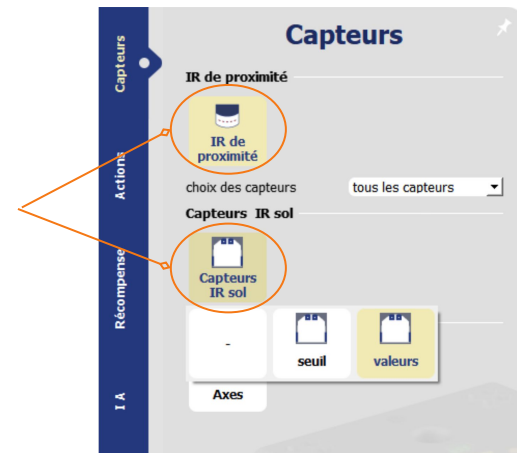 Capteurs
Actions
Récompense
I A
Capteurs
IR de proximité
IR de
proximité
choix des capteurs tous les capteurs
Capteurs IR sol
Capteurs
IR sol
-
seuil
valeurs
Axes